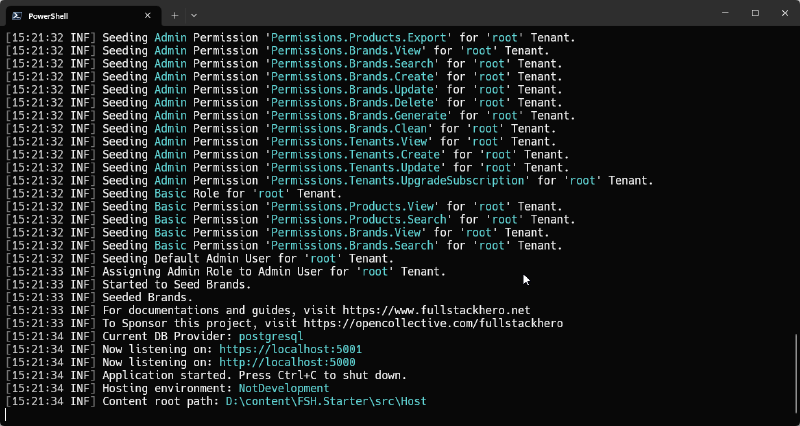 PowerShell
[15:21:32 INF] Seeding Admin Permission 'Permissions.Products.Export' for 'root' Tenant.
[15:21:32 INF] Seeding Admin Permission 'Permissions.Brands.View' for 'root' Tenant.
[15:21:32 INF] Seeding Admin Permission 'Permissions.Brands.Search' for 'root' Tenant.
[15:21:32 INF] Seeding Admin Permission 'Permissions.Brands.Create' for 'root' Tenant.
[15:21:32 INF] Seeding Admin Permission 'Permissions.Brands.Update' for 'root' Tenant.
[15:21:32 INF] Seeding Admin Permission 'Permissions.Brands.Delete' for 'root' Tenant.
[15:21:32 INF] Seeding Admin Permission 'Permissions.Brands.Generate' for 'root' Tenant.
[15:21:32 INF] Seeding Admin Permission 'Permissions.Brands.Clean' for 'root' Tenant.
[15:21:32 INF] Seeding Admin Permission 'Permissions.Tenants.View' for 'root' Tenant.
[15:21:32 INF] Seeding Admin Permission 'Permissions.Tenants.Create' for 'root' Tenant.
[15:21:32 INF] Seeding Admin Permission 'Permissions.Tenants.Update' for 'root' Tenant.
[15:21:32 INF] Seeding Admin Permission 'Permissions.Tenants.UpgradeSubscription' for 'root' Tenant.
[15:21:32 INF] Seeding Basic Role for 'root' Tenant.
[15:21:32 INF] Seeding Basic Permission 'Permissions.Products.View' for 'root' Tenant.
[15:21:32 INF] Seeding Basic Permission 'Permissions.Products.Search' for 'root' Tenant.
[15:21:32 INF] Seeding Basic Permission 'Permissions.Brands.View' for 'root' Tenant.
[15:21:32 INF] Seeding Basic Permission 'Permissions.Brands.Search' for 'root' Tenant.
[15:21:32 INF] Seeding Default Admin User for 'root' Tenant.
[15:21:33 INF] Assigning Admin Role to Admin User for 'root' Tenant.
[15:21:33 INF] Started to Seed Brands.
[15:21:33 INF] Seeded Brands.
[15:21:33 INF] For documentations and guides, visit https://www.fullstackhero.net
[15:21:33 INF] To Sponsor this project, visit https://opencollective.com/fullstackhero
[15:21:34 INF] Current DB Provider: postgresql
[15:21:34 INF] Now listening on: https://localhost:5001
[15:21:34 INF] Now listening on: http://localhost:5000
[15:21:34 INF] Application started. Press Ctrl+C to shut down.
[15:21:34 INF] Hosting environment: NotDevelopment
[15:21:34 INF] Content root path: D:\content\FSH.Starter\src\Host